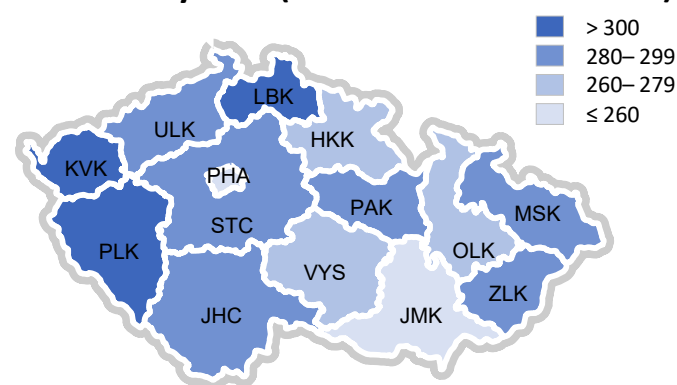 > 300
280– 299
260– 279
≤ 260
LBK
ULK
HKK
KVK
PHA
PAK
MSK
STC
PLK
OLK
VYS
ZLK
JHC
JMK